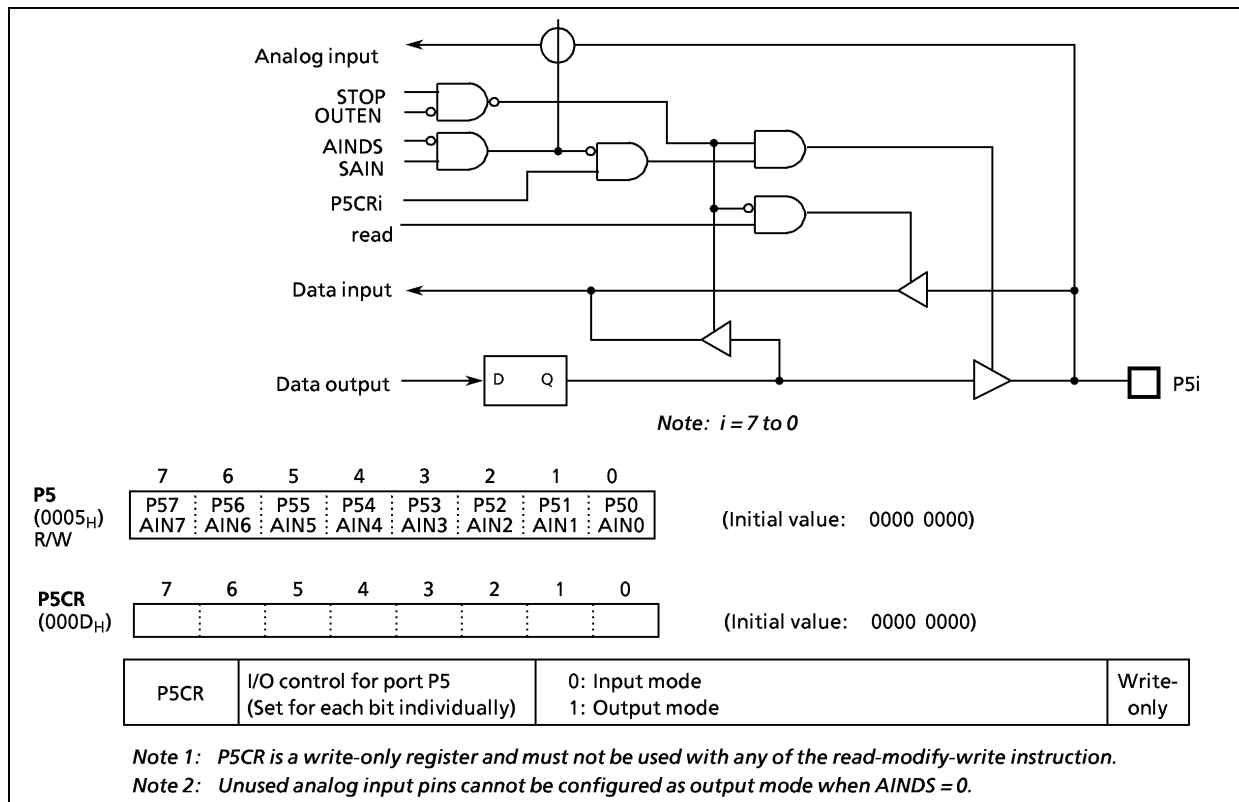 Analog input
STOP
OUTEN
AINDS
SAIN
P5CRi
read
Data input
Data output
D Q
P5i
Note: i = 7 to 0
7 6 5 4 3 2 1 0
P5
(0005H)
R/W
P57 P56 P55 P54 P53 P52 P51 P50
AIN7 AIN6 AIN5 AIN4 AIN3 AIN2 AIN1 AIN0
(Initial value: 0000 0000)
7 6 5 4 3 2 1 0
P5CR
(000DH)
(Initial value: 0000 0000)
P5CR
I/O control for port P5
(Set for each bit individually)
0: Input mode
1: Output mode
Write-
only
Note 1: P5CR is a write-only register and must not be used with any of the read-modify-write instruction.
Note 2: Unused analog input pins cannot be configured as output mode when AINDS = 0.